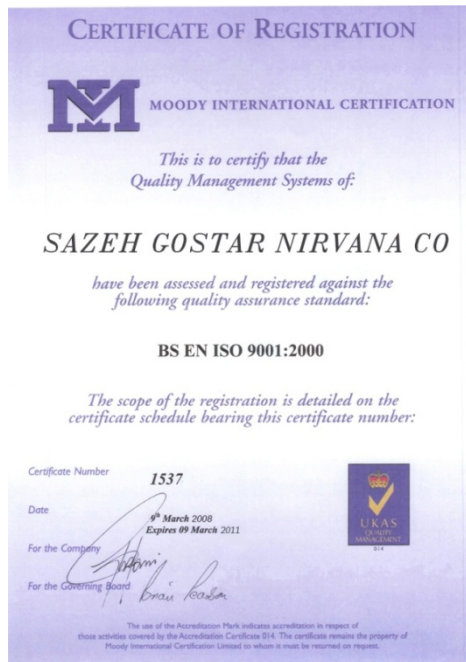 CERTIFICATE OF REGISTRATION
MOODY INTERNATIONAL CERTIFICATION
This is to certify that the
Quality Management Systems of:
SAZEH GOSTAR NIRVANA CO
have been assessed and registered against the
following quality assurance standard:
BS EN ISO 9001:2000
The scope of the registration is detailed on the
certificate schedule bearing this certificate number:
Certificate Number
1537
Date
9th March 2008
Expires 09 March 2011
For the Company
For the Governing Board
UKAS
QUALITY
MANAGEMENT
014
The use of the Accreditation Mark indicates accreditation in respect of
those activities covered by the Accreditation Certificate 014. The certificate remains the property of
Moody International Certification Limited to whom it must be returned on request.